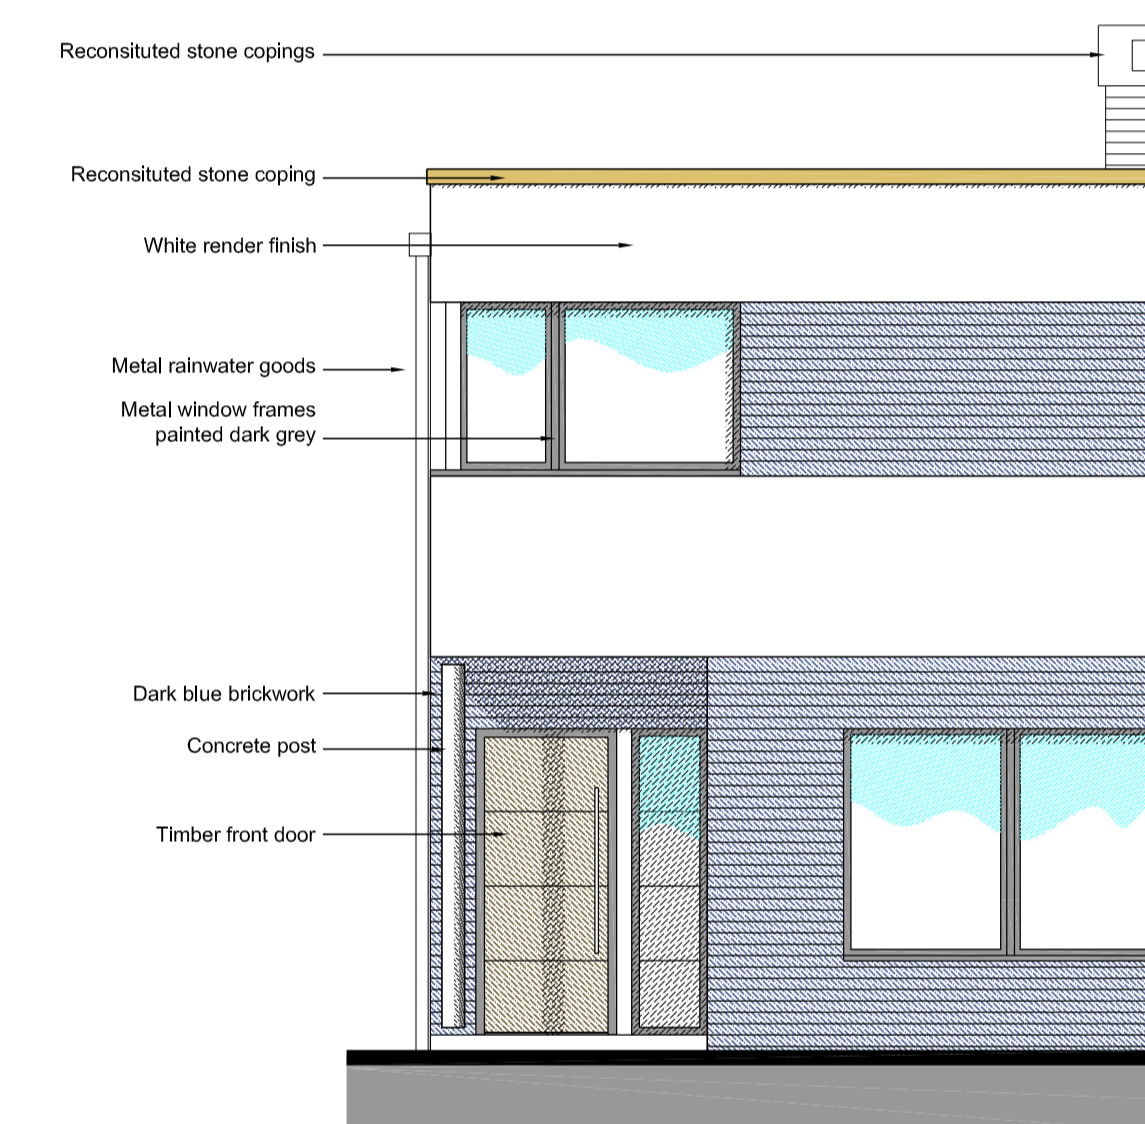 Reconsituted stone copings
Reconsituted stone coping
White render finish
Metal rainwater goods
Metal window frames
painted dark grey
Dark blue brickwork
Concrete post
Timber front door